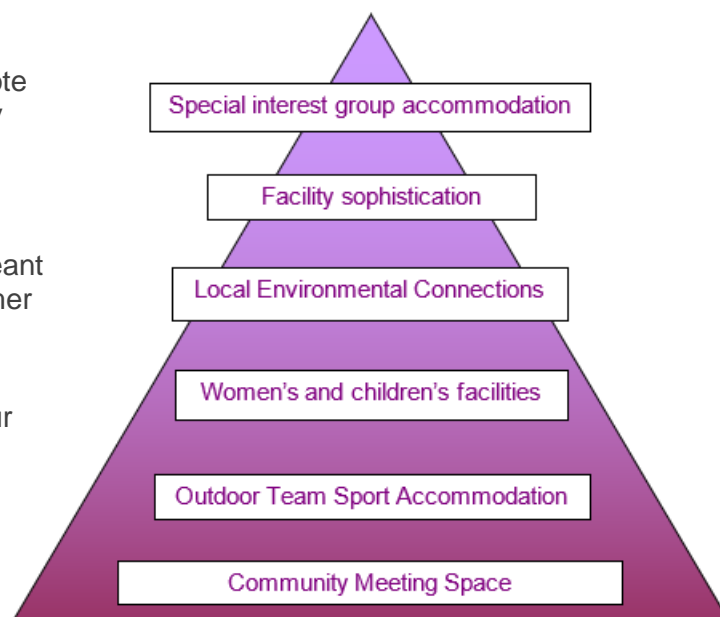 Special interest group accommodation
Facility sophistication
Local Environmental Connections
Women's and children's facilities
Outdoor Team Sport Accommodation
Community Meeting Space